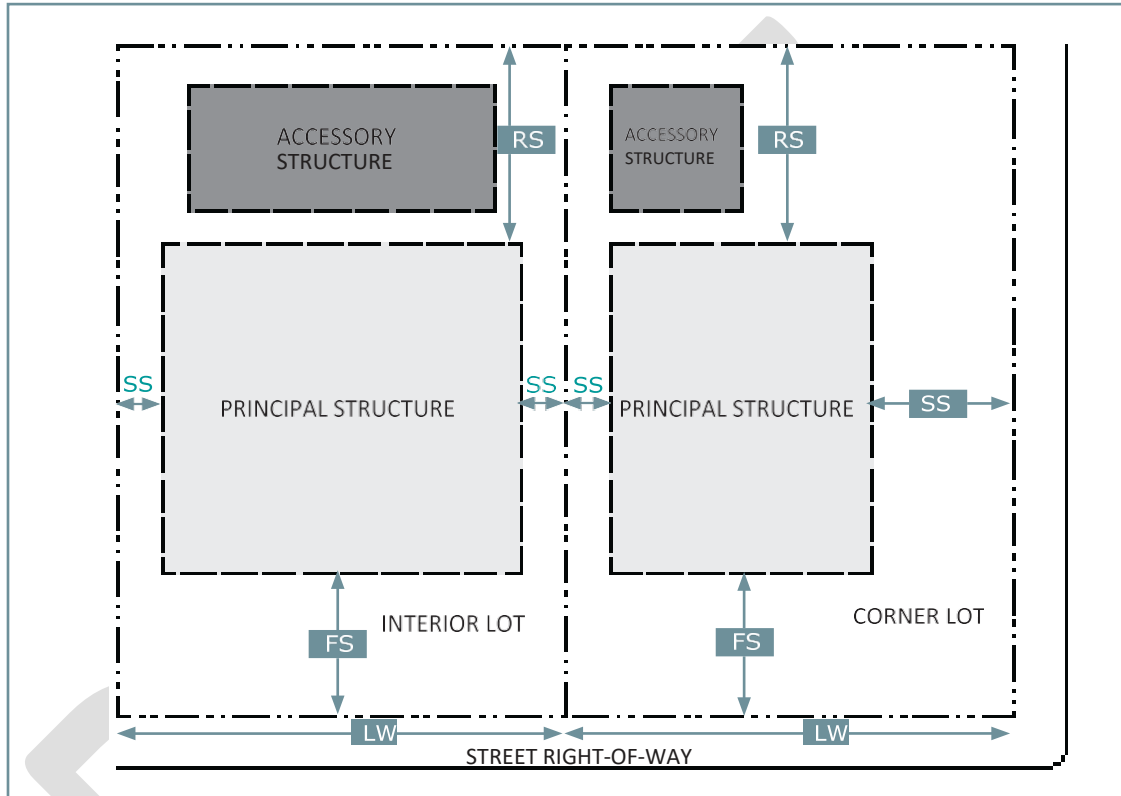 ACCESSORY
STRUCTURE
RS
ACCESSORY
STRUCTURE
RS
SS
PRINCIPAL STRUCTURE
SS
SS
PRINCIPAL STRUCTURE
SS
INTERIOR LOT
FS
CORNER LOT
FS
LW
LW
STREET RIGHT-OF-WAY